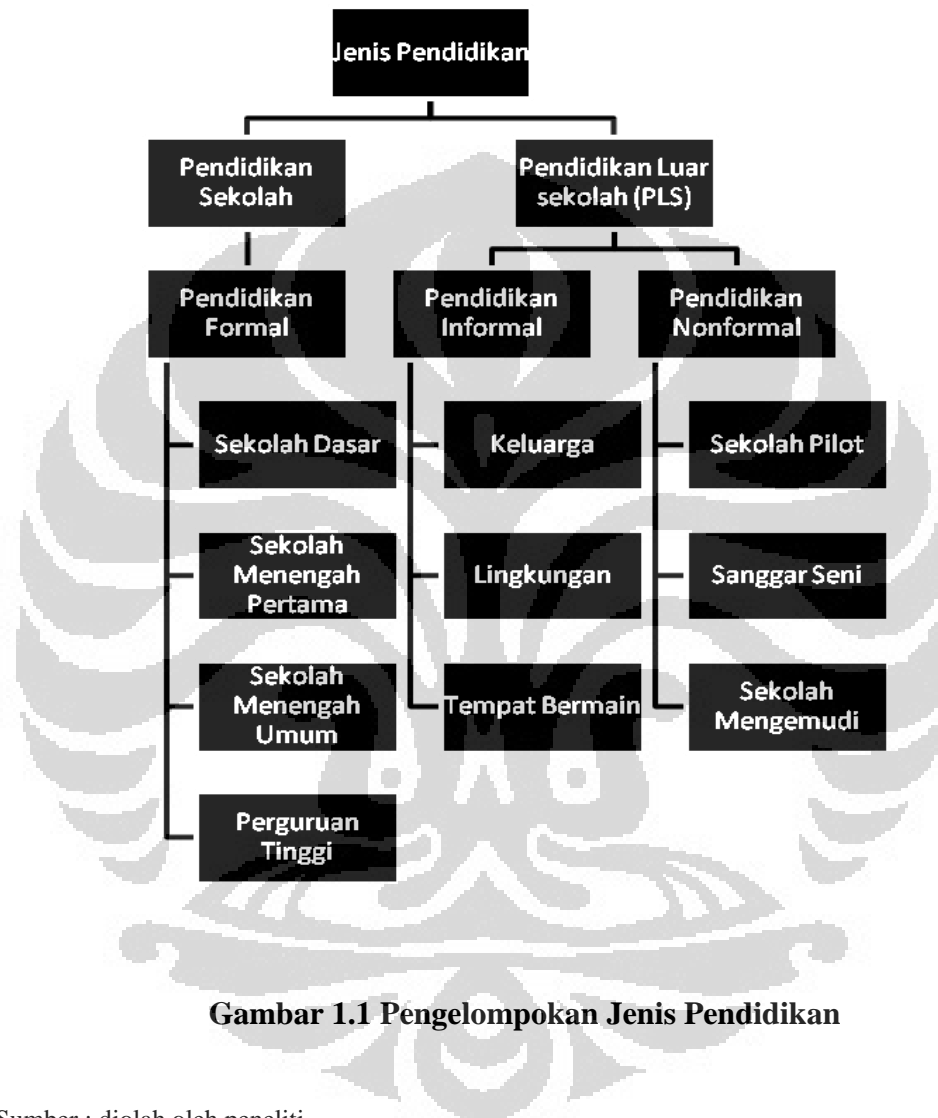 Jenis Pendidikan
Pendidikan
Sekolah
Pendidikan Luar
sekolah (PLS)
Pendidikan
Formal
Pendidikan
Informal
Pendidikan
Nonformal
Sekolah Dasar
Keluarga
Sekolah Pilot
Sekolah
Menengah
Pertama
Lingkungan
Sanggar Seni
Sekolah
Menengah
Umum
Tempat Bermain
Sekolah
Mengemudi
Perguruan
Tinggi
Gambar 1.1 Pengelompokan Jenis Pendidikan
Sumber : diolah oleh peneliti